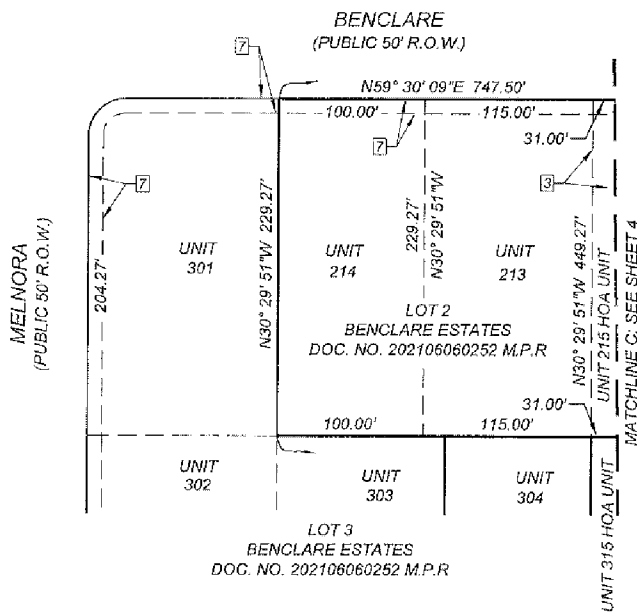 BENCLARE
(PUBLIC 50' R.O.W.)
7
N59° 30' 09"E 747.50'
100.00' 115.00'
31.00'
7
3
7
MELNORA
(PUBLIC 50' R.O.W.)
204.27'
UNIT
301
N30° 29' 51"W 229.27'
UNIT
214
229.27'
N30° 29' 51"W
UNIT
213
N30° 29' 51"W 449.27'
UNIT 215 HOA UNIT
MATCHLINE C: SEE SHEET 4
LOT 2
BENCLARE ESTATES
DOC. NO. 202106060252 M.P.R
31.00'
100.00' 115.00'
UNIT
302
UNIT
303
UNIT
304
UNIT 315 HOA UNIT
LOT 3
BENCLARE ESTATES
DOC. NO. 202106060252 M.P.R